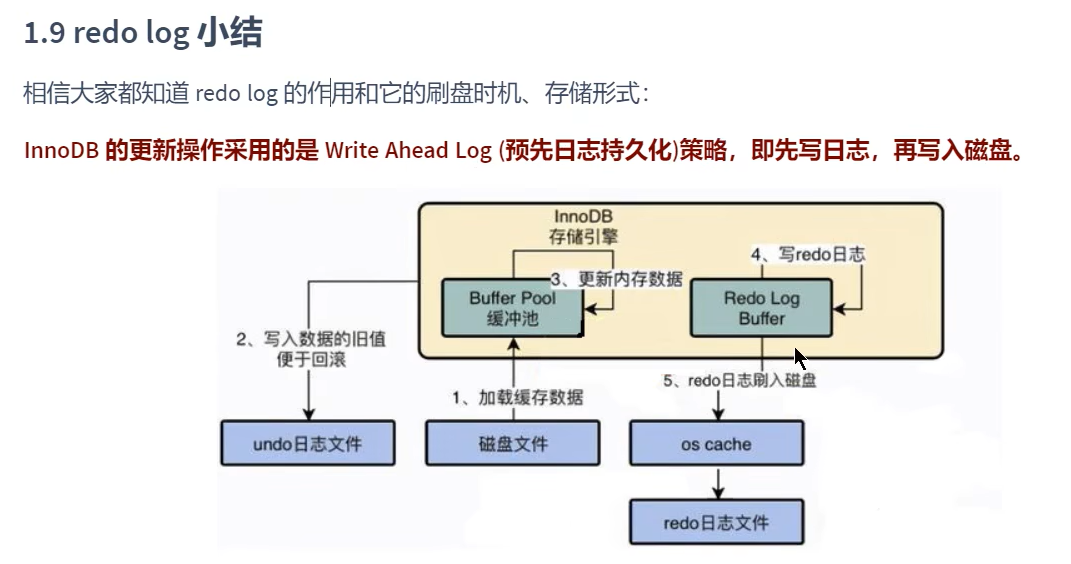 1.9 redo log 小结
相信大家都知道 redo log 的作用和它的刷盘时机、存储形式：
InnoDB 的更新操作采用的是 Write Ahead Log (预先日志持久化)策略，即先写日志，再写入磁盘。
InnoDB
存储引擎
4、写redo日志
3、更新内存数据
Buffer Pool
缓冲池
Redo Log
Buffer
2、写入数据的旧值
便于回滚
5、redo日志刷入磁盘
1、加载缓存数据
undo日志文件
磁盘文件
os cache
redo日志文件